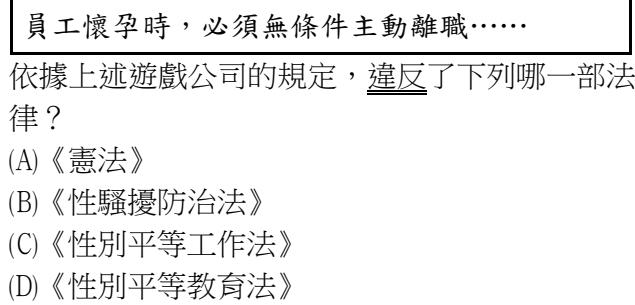 員工懷孕時，必須無條件主動離職……
依據上述遊戲公司的規定，違反了下列哪一部法
律？
(A)《憲法》
(B)《性騷擾防治法》
(C)《性別平等工作法》
(D)《性別平等教育法》